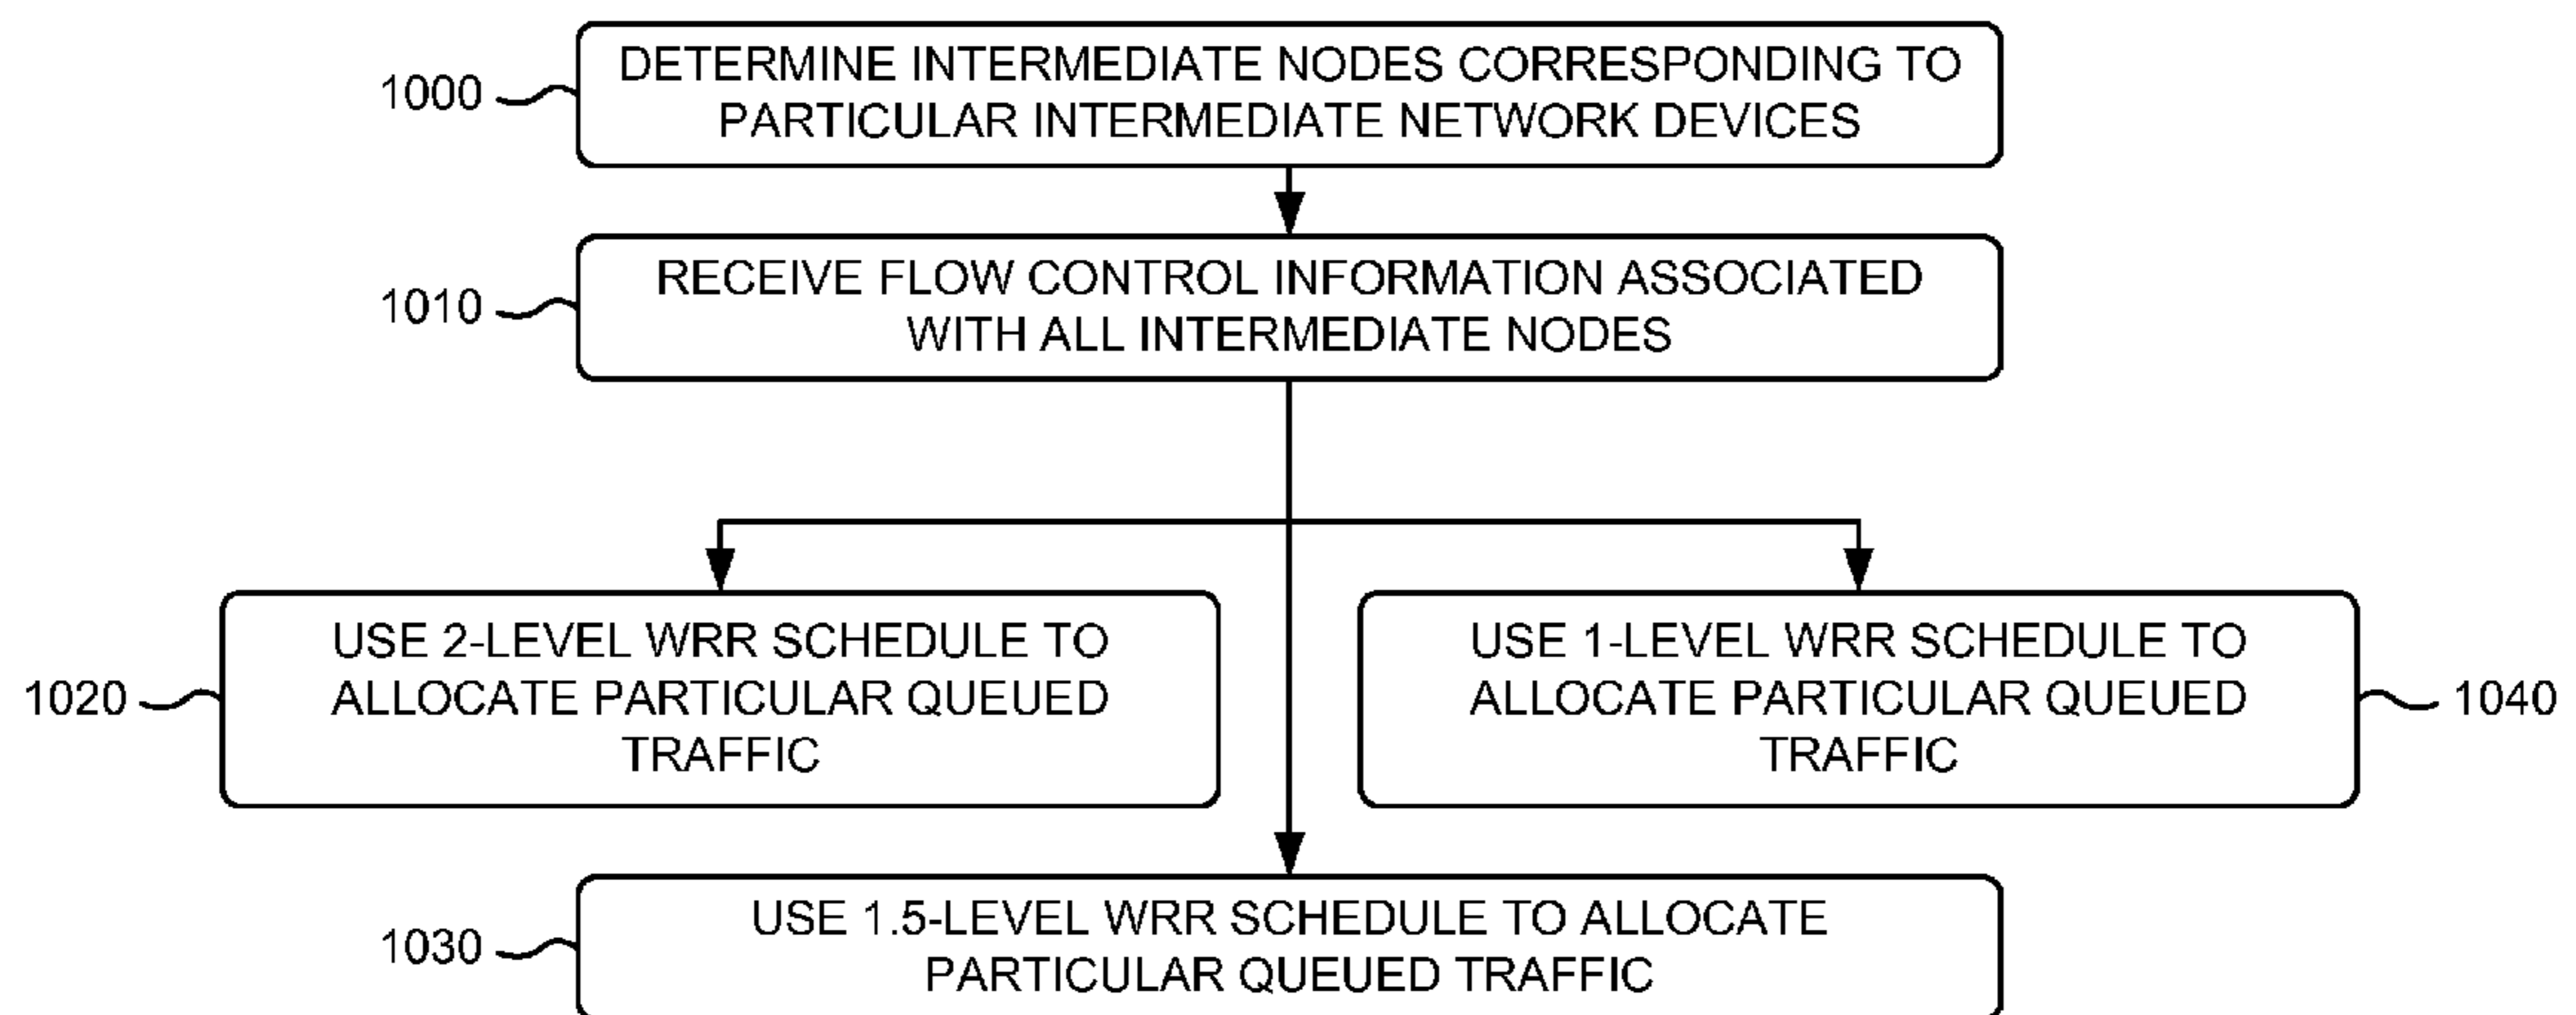 1000
DETERMINE INTERMEDIATE NODES CORRESPONDING TO
PARTICULAR INTERMEDIATE NETWORK DEVICES
1010
RECEIVE FLOW CONTROL INFORMATION ASSOCIATED
WITH ALL INTERMEDIATE NODES
1020
USE 2-LEVEL WRR SCHEDULE TO
ALLOCATE PARTICULAR QUEUED
TRAFFIC
USE 1-LEVEL WRR SCHEDULE TO
ALLOCATE PARTICULAR QUEUED
TRAFFIC
1040
1030
USE 1.5-LEVEL WRR SCHEDULE TO ALLOCATE
PARTICULAR QUEUED TRAFFIC